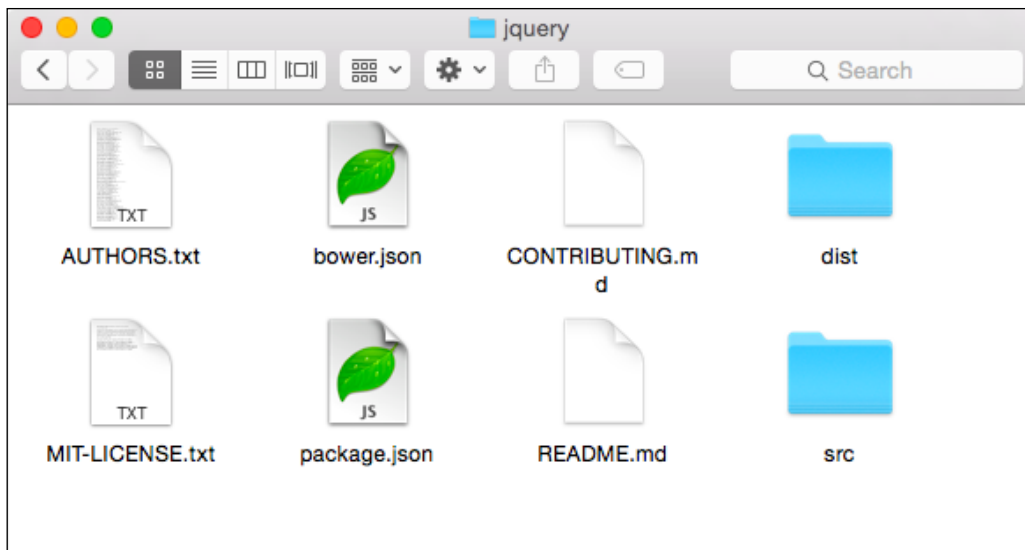 jquery
Search
TXT
JS
AUTHORS.txt
bower.json
CONTRIBUTING.m
d
dist
TXT
JS
MIT-LICENSE.txt
package.json
README.md
src